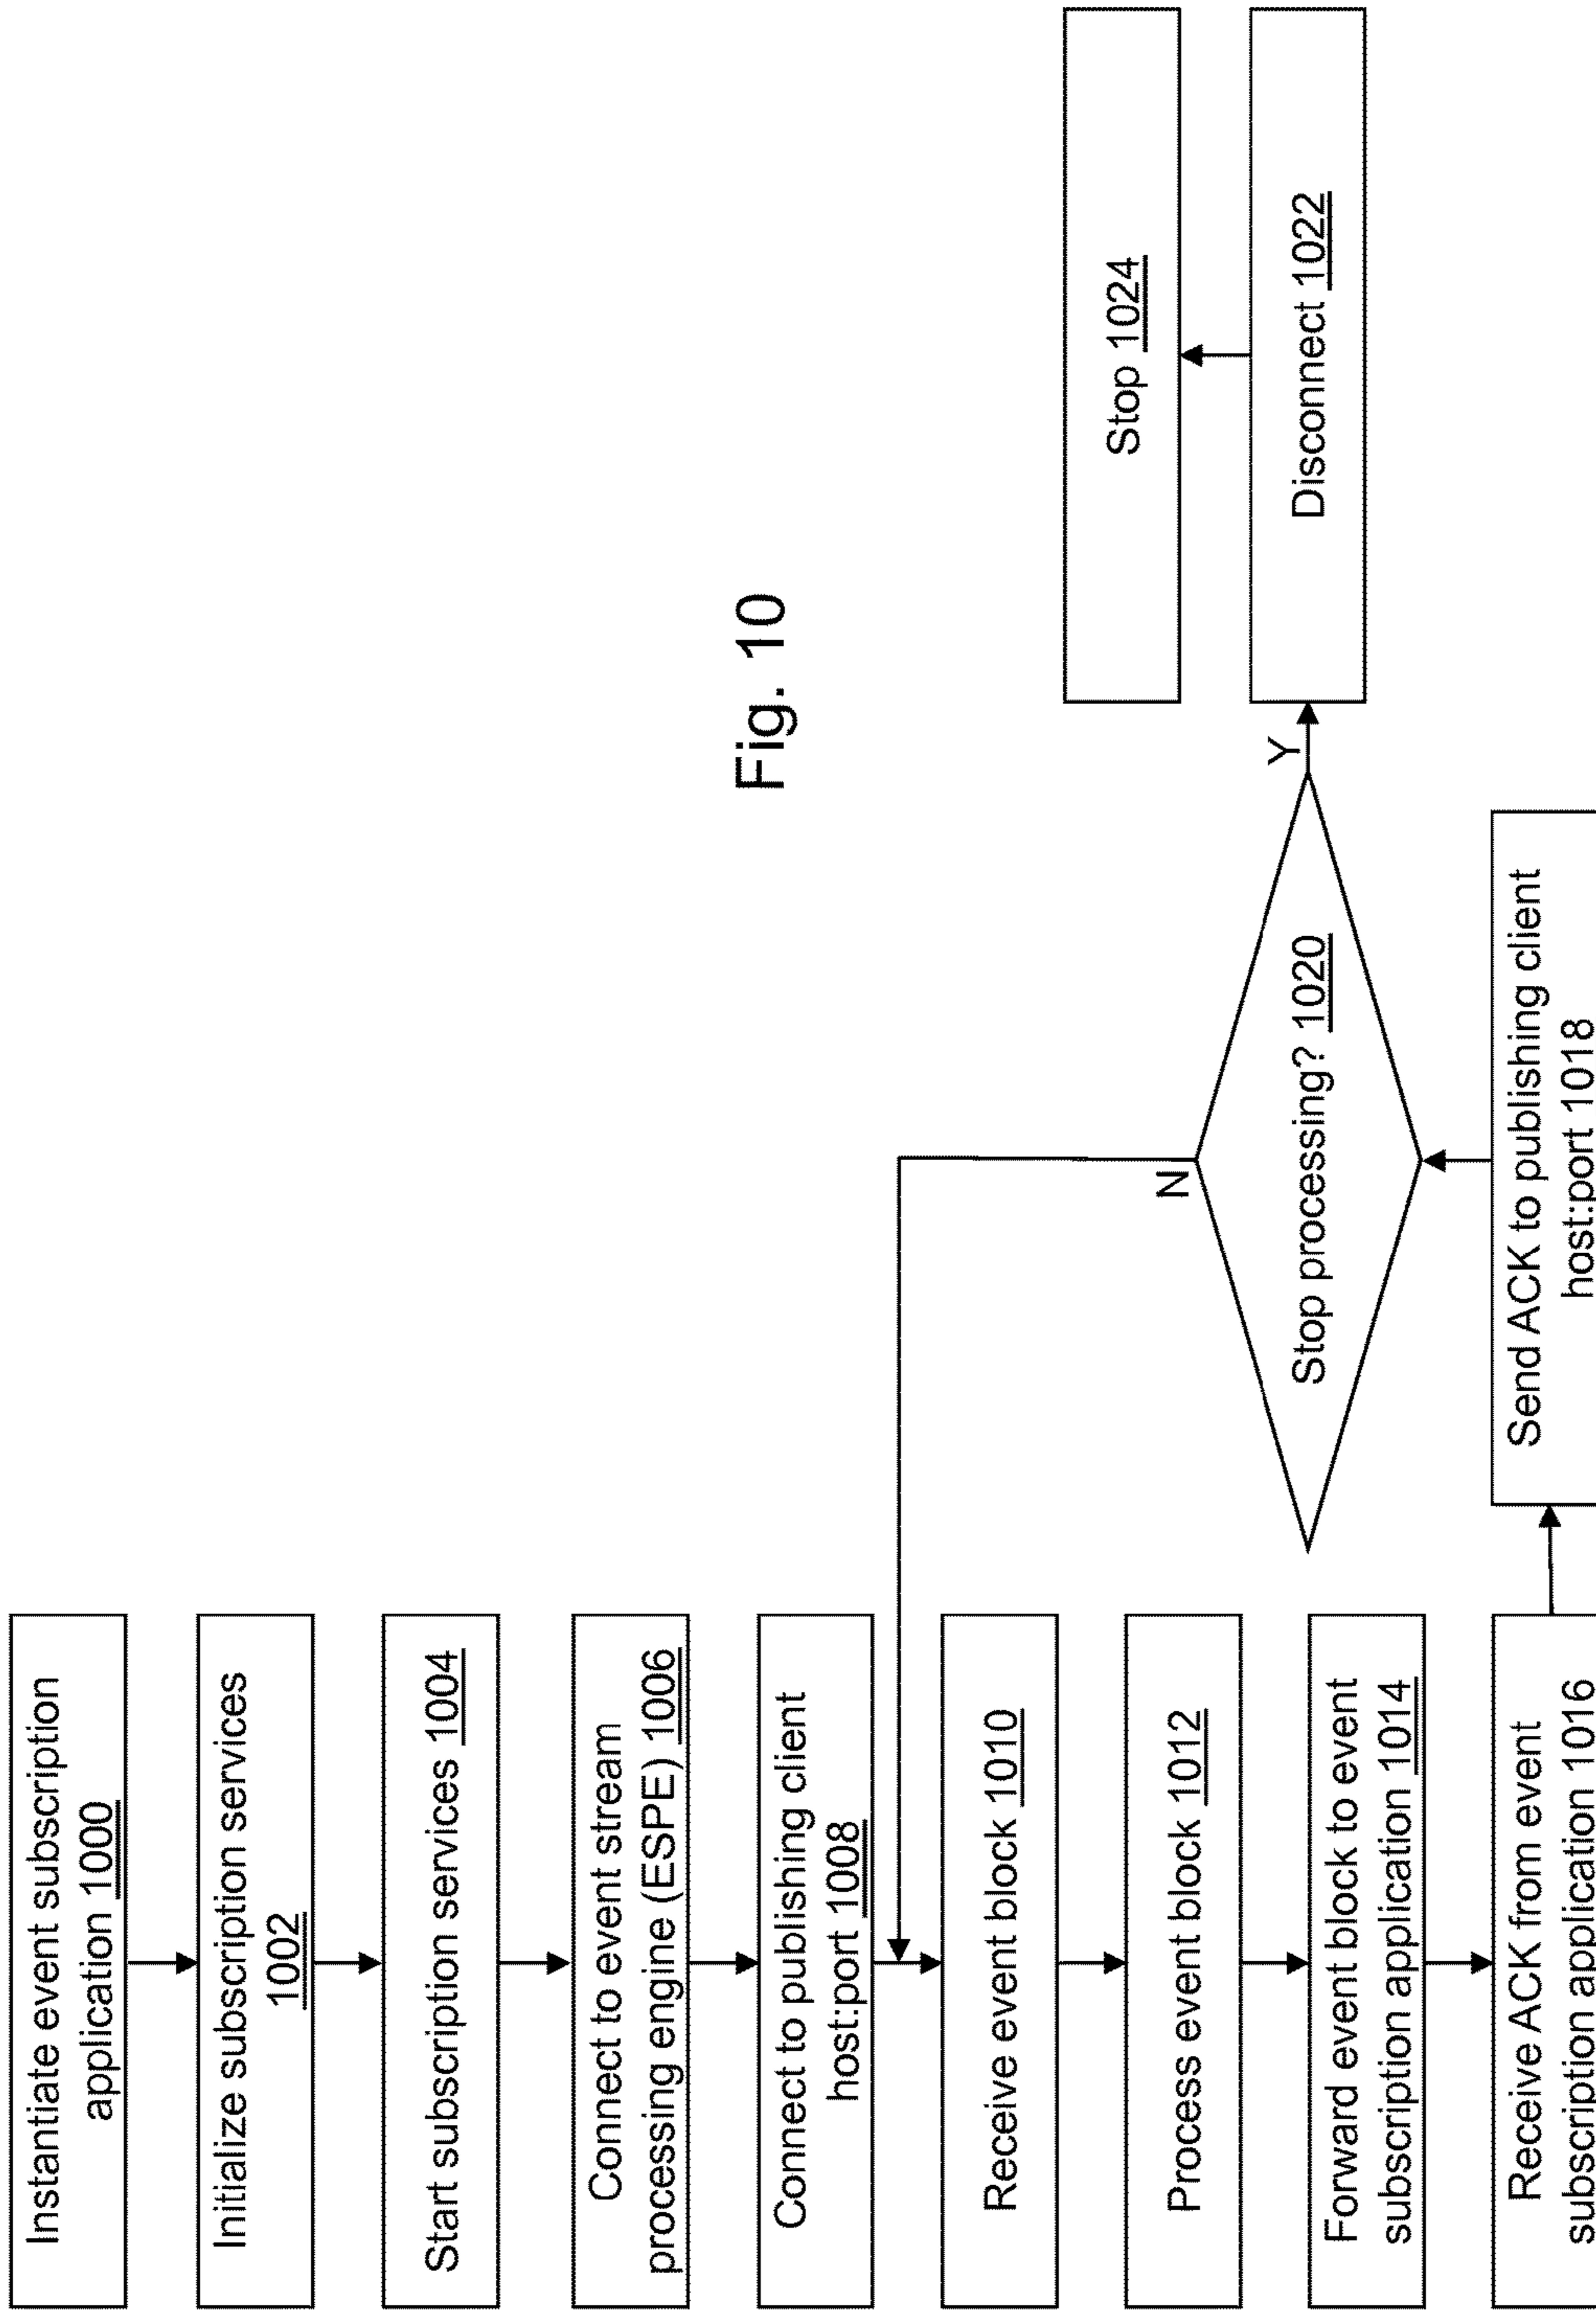 Instantiate event subscription
application 1000
Initialize subscription services
1002
Start subscription services 1004
Connect to event stream
processing engine (ESPE) 1006
Connect to publishing client
host:port 1008
Receive event block 1010
Process event block 1012
Forward event block to event
subscription application 1014
Receive ACK from event
subscription application 1016
Send ACK to publishing client
host:port 1018
Stop processing? 1020
N
Y
Disconnect 1022
Stop 1024
Fig. 10